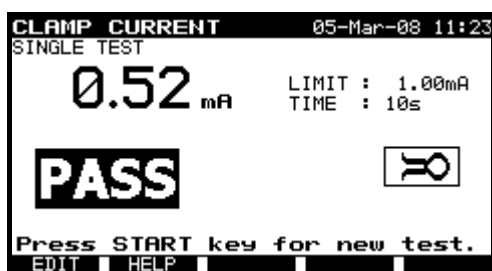 CLAMP CURRENT 05-Mar-08 11:23
SINGLE TEST
0.52 mA
LIMIT : 1.00mA
TIME : 10s
PASS
Press START key for new test.
EDIT HELP